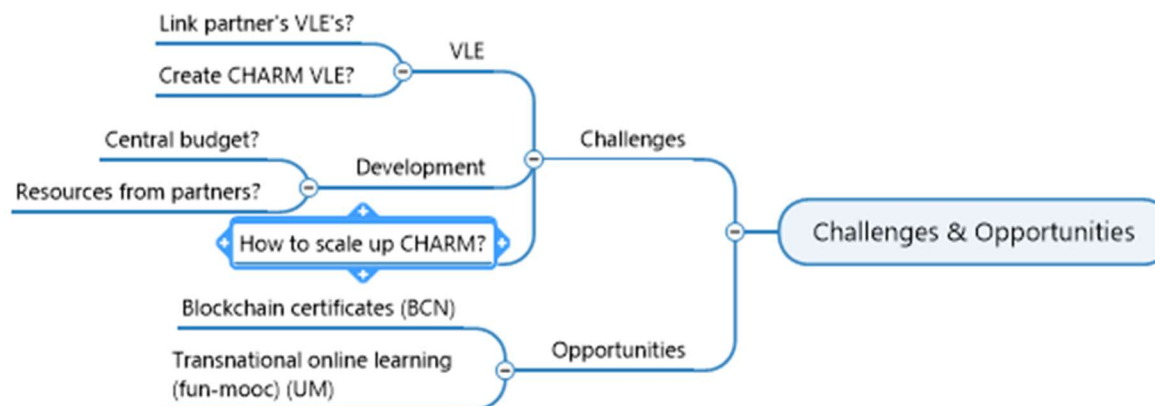 Link partner's VLE's?
VLE
Create CHARM VLE?
Central budget?
Challenges
Development
Resources from partners?
Challenges & Opportunities
How to scale up CHARM?
Blockchain certificates (BCN)
Opportunities
Transnational online learning
(fun-mooc) (UM)